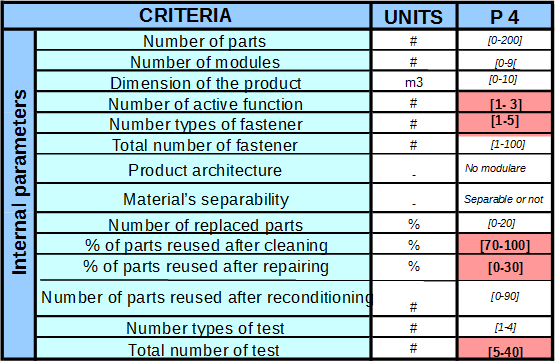 CRITERIA UNITS P 4
Internal parameters
Number of parts # [0-200]
Number of modules # [0-9[
Dimension of the product m3 [0-10]
Number of active function # [1- 3]
Number types of fastener # [1-5]
Total number of fastener # [1-100]
Product architecture - No modulare
Material's separability - Separable or not
Number of replaced parts % [0-20]
% of parts reused after cleaning % [70-100]
% of parts reused after repairing % [0-30]
Number of parts reused after reconditioning # [0-90]
Number types of test # [1-4]
Total number of test # [5-40]